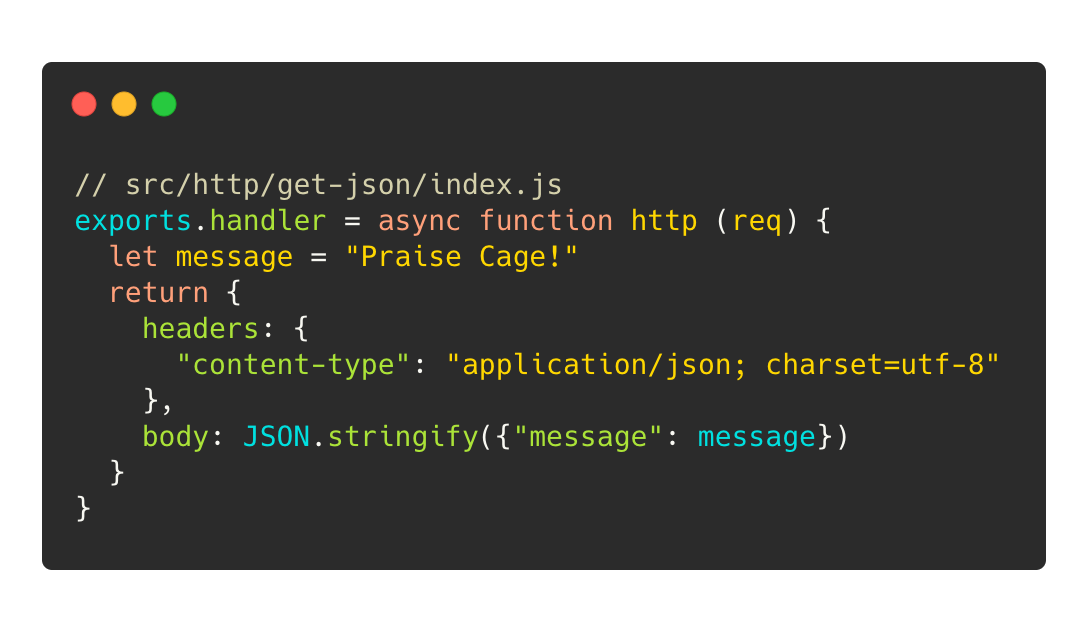 // src/http/get-json/index.js
exports.handler = async function http (req) {
  let message = "Praise Cage!"
  return {
    headers: {
      "content-type": "application/json; charset=utf-8"
    },
    body: JSON.stringify({"message": message})
  }
}